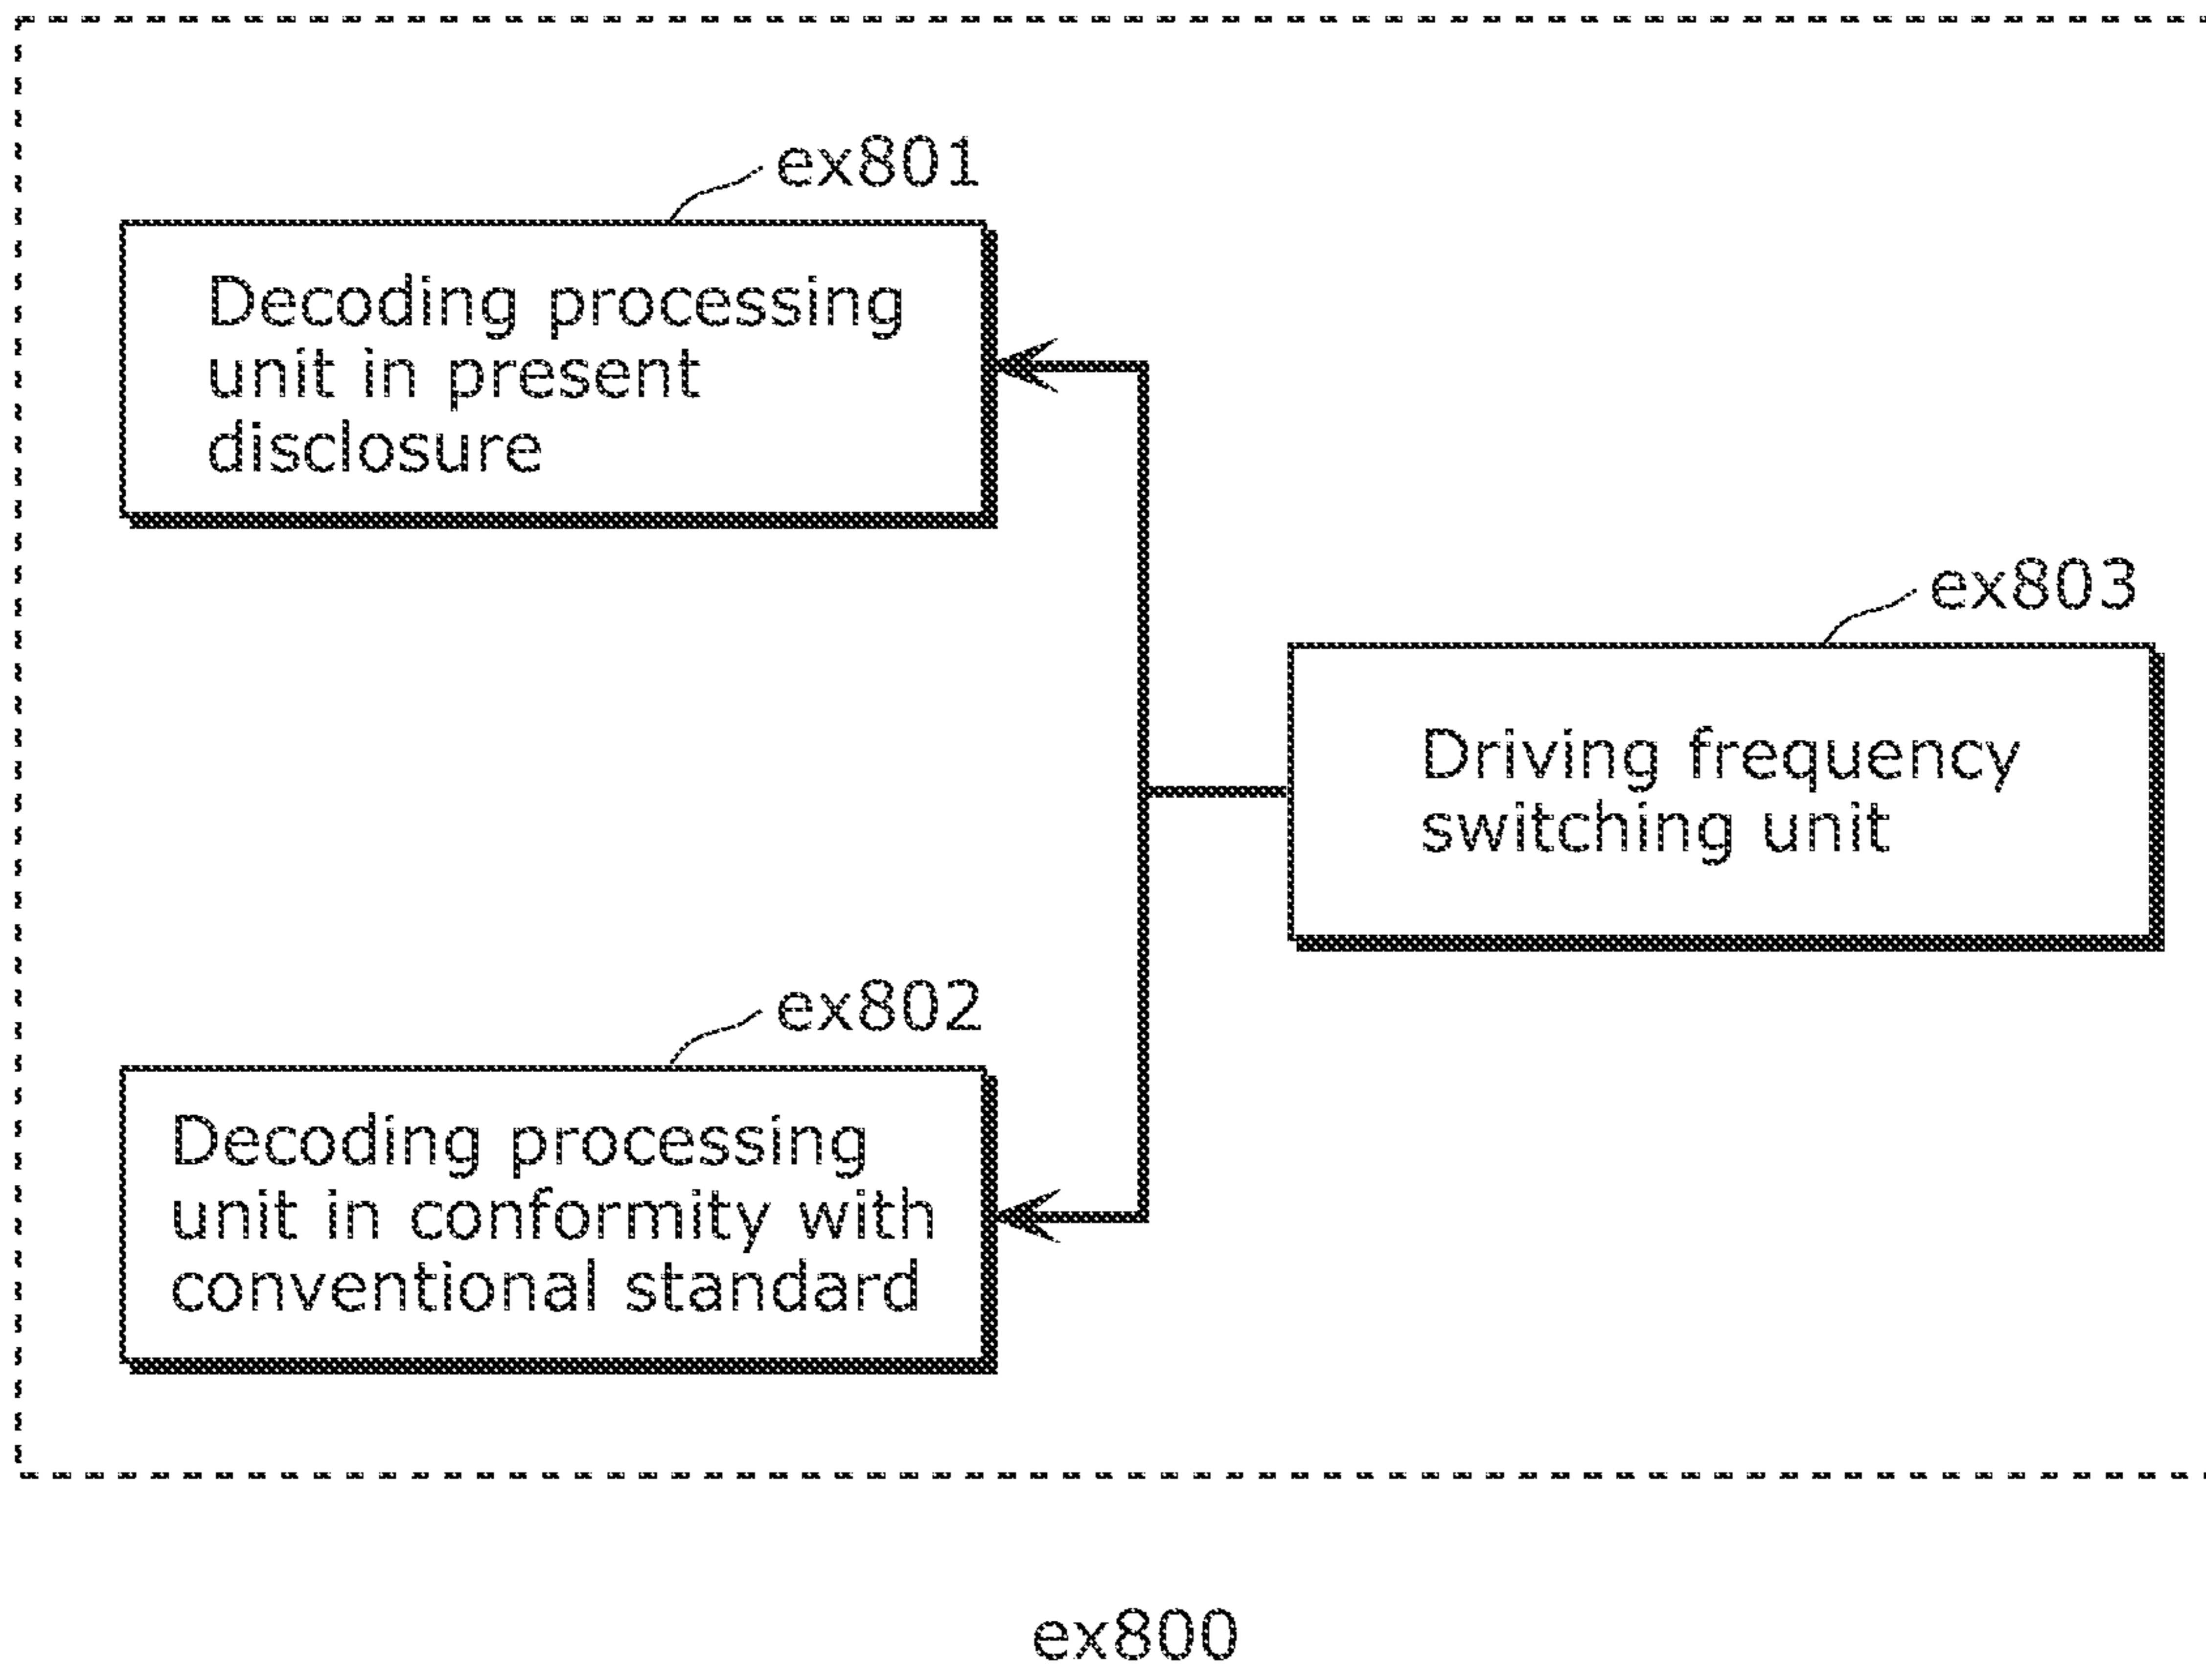 ex801
Decoding processing
unit in present
disclosure
ex803
Driving frequency
switching unit
ex802
Decoding processing
unit in conformity with
conventional standard
ex800